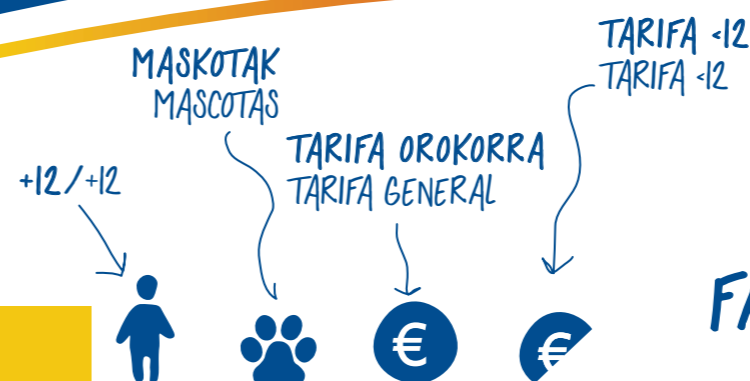 MASKOTAK
MASCOTAS
TARIFA <12
TARIFA <12
TARIFA OROKORRA
TARIFA GENERAL
+12/+12
€
€